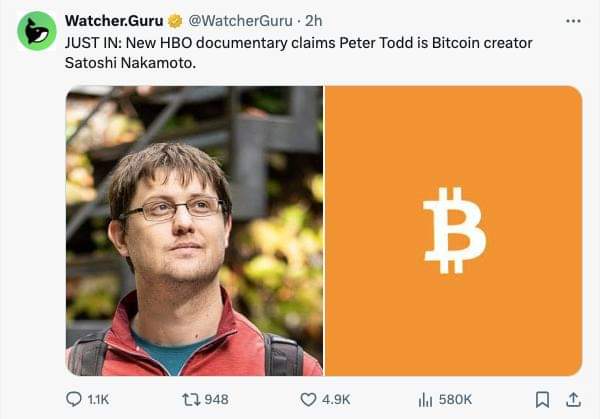 Watcher.Guru @WatcherGuru · 2h
JUST IN: New HBO documentary claims Peter Todd is Bitcoin creator
Satoshi Nakamoto.
1.1K 948 4.9K 580K